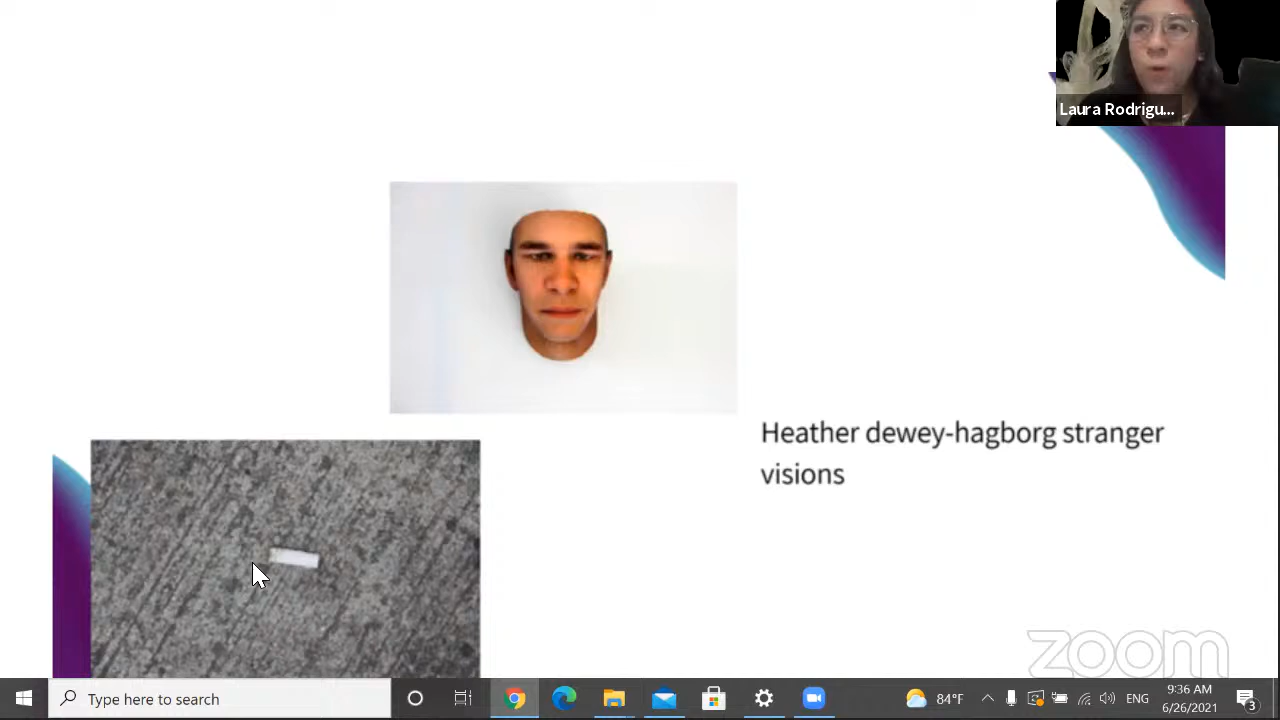 Laura Rodrigu...
Heather dewey-hagborg stranger
visions
zoom
Type here to search
84°F
ENG
9:36 AM
6/26/2021
3